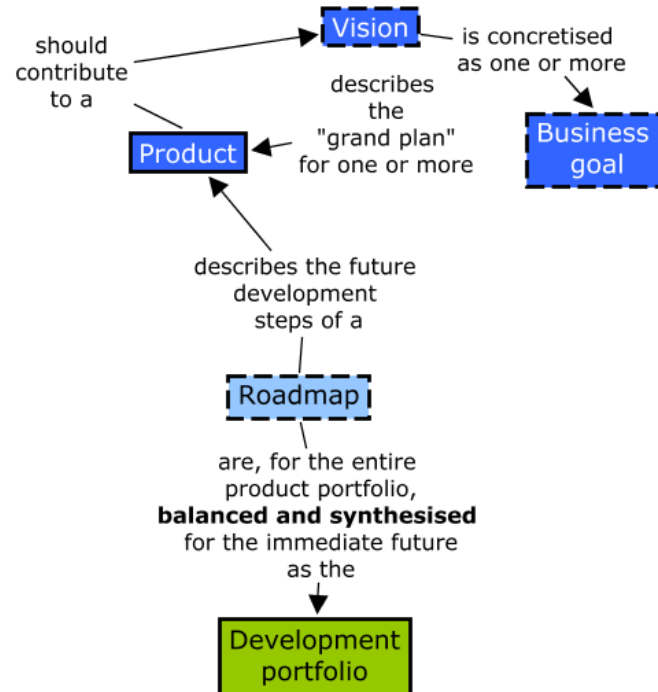 Vision
should
contribute
to a
is concretised
as one or more
describes
the
"grand plan"
for one or more
Product
Business
goal
describes the future
development
steps of a
Roadmap
are, for the entire
product portfolio,
balanced and synthesised
for the immediate future
as the
Development
portfolio